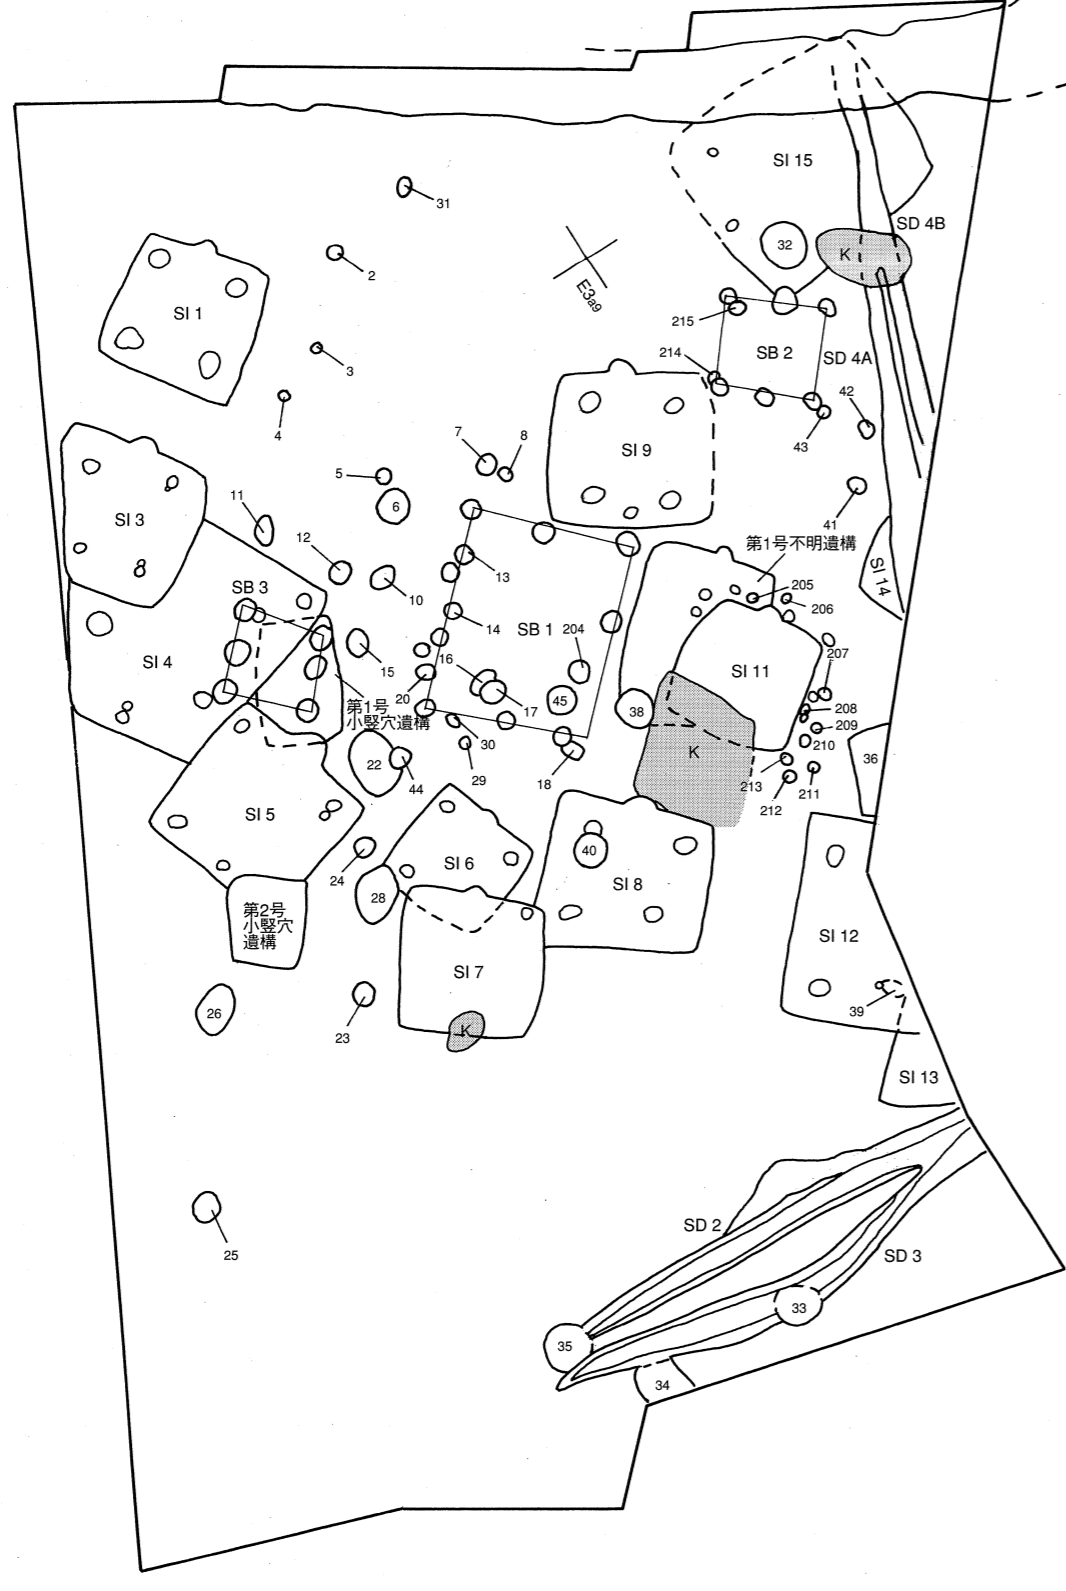 SI 15
31
SD 4B
32
K
2
E3a9
SI 1
215
3
214
SB 2
SD 4A
42
4
43
7
8
SI 9
5
6
41
SI 3
11
第1号不明遺構
12
13
SI 14
SB 3
10
205
206
14
SB 1
204
207
SI 4
15
16
SI 11
20
45
17
第1号
小竪穴遺構
38
208
209
30
210
K
36
22
44
29
18
213
211
212
SI 5
24
SI 6
40
SI 8
28
第2号
小竪穴
遺構
SI 12
SI 7
39
26
23
K
SI 13
25
SD 2
SD 3
33
35
34